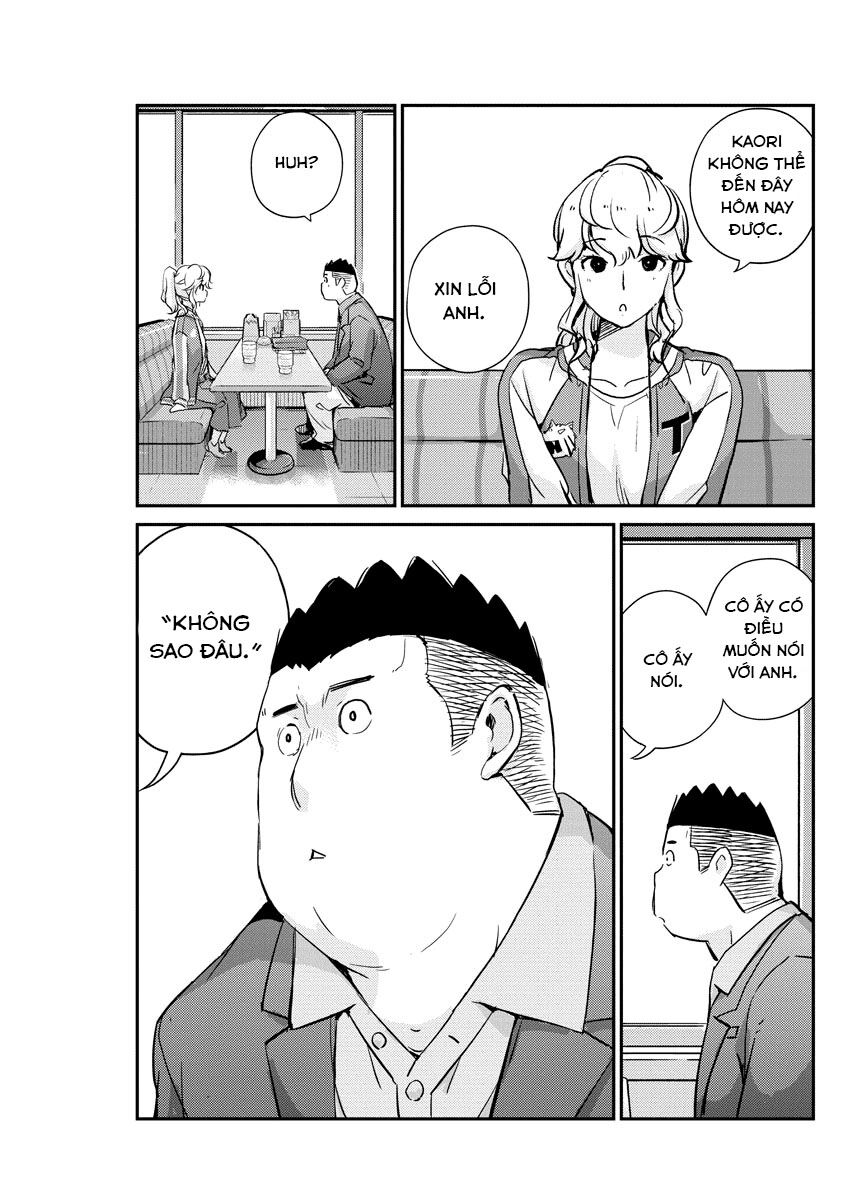 KAORI
KHÔNG THỂ
ĐẾN ĐÂY
HÔM NAY
ĐƯỢC.
XIN LỖI
ANH.
T
HUH?
CÔ ẤY CÓ
ĐIỀU
MUỐN NÓI
VỚI ANH.
CÔ ẤY
NÓI.
“KHÔNG
SAO ĐÂU.”